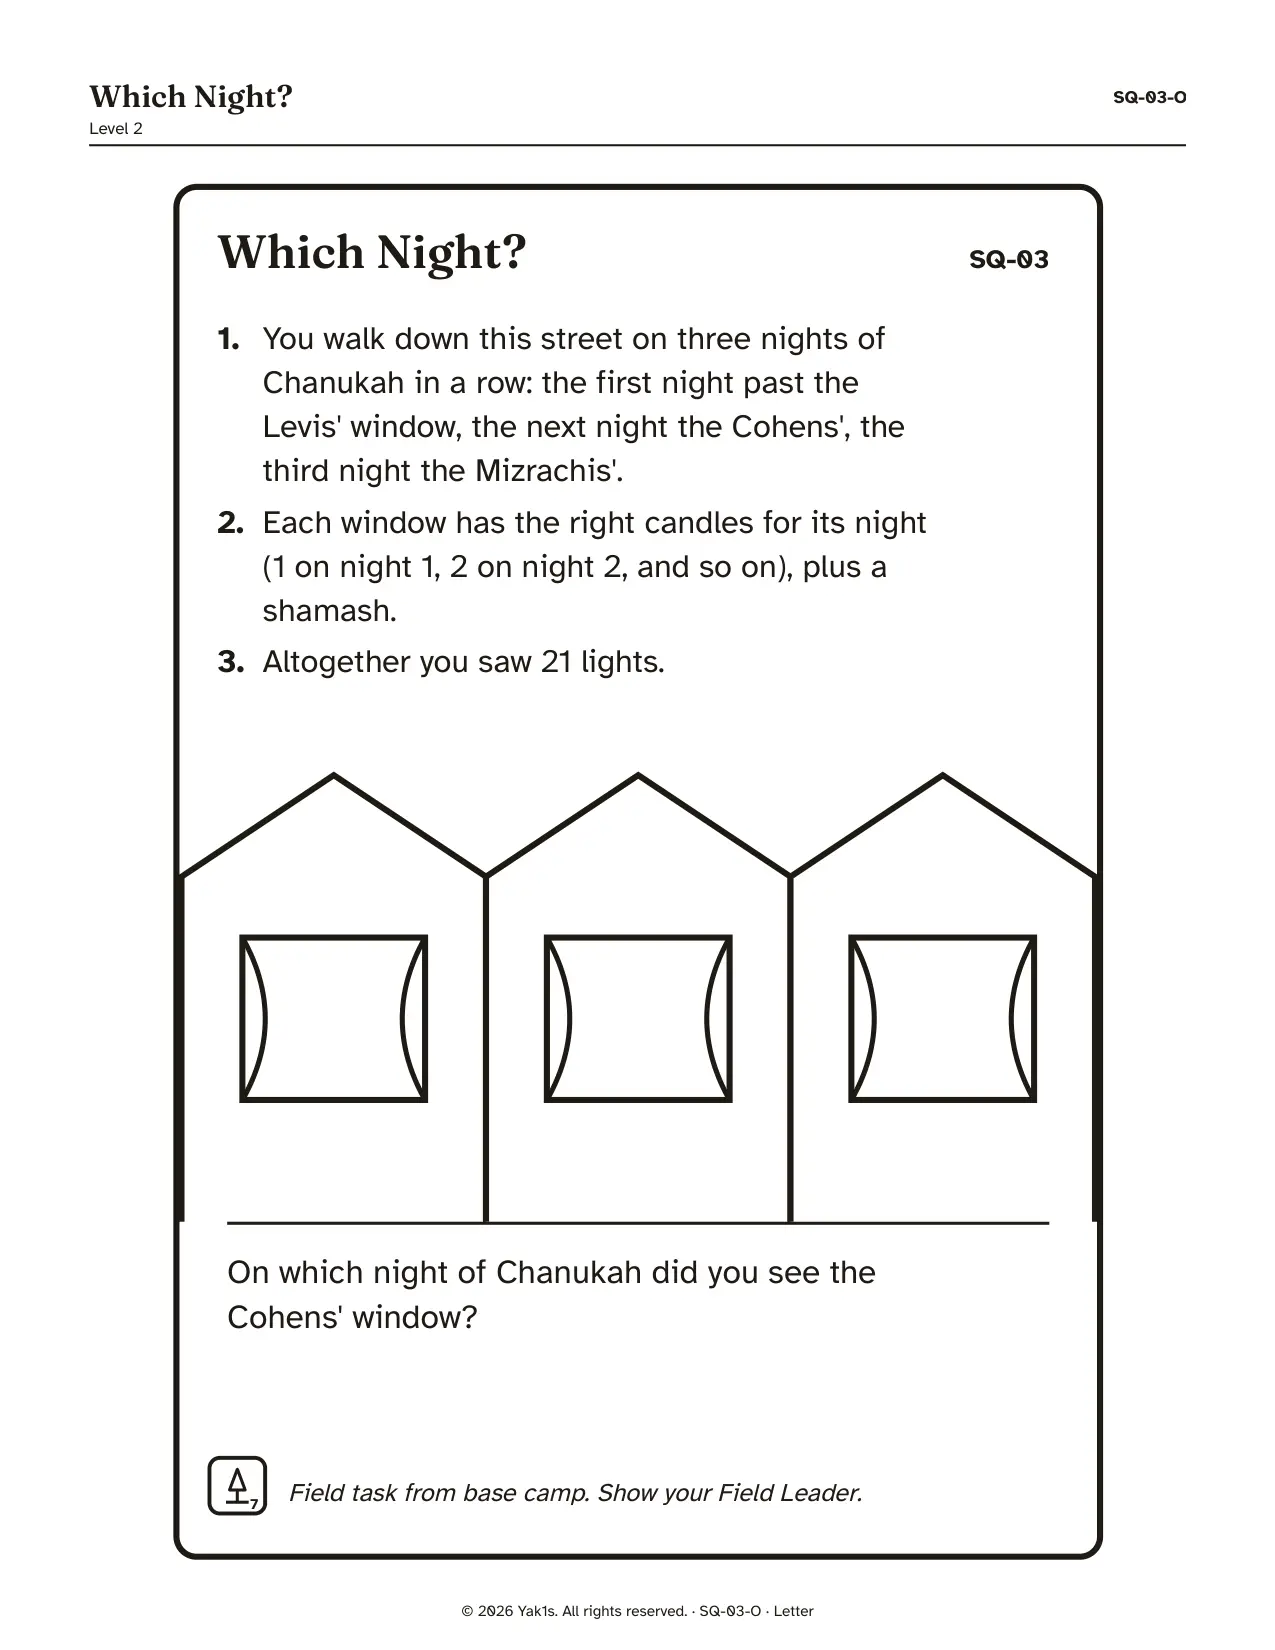 Which Night?
SQ-03-O
Level 2
Which Night?
SQ-03
1. You walk down this street on three nights of
Chanukah in a row: the first night past the
Levis' window, the next night the Cohens', the
third night the Mizrachis'.
2. Each window has the right candles for its night
(1 on night 1, 2 on night 2, and so on), plus a
shamash.
3. Altogether you saw 21 lights.
On which night of Chanukah did you see the
Cohens' window?
7
Field task from base camp. Show your Field Leader.
© 2026 Yak1s. All rights reserved. · SQ-03-O · Letter